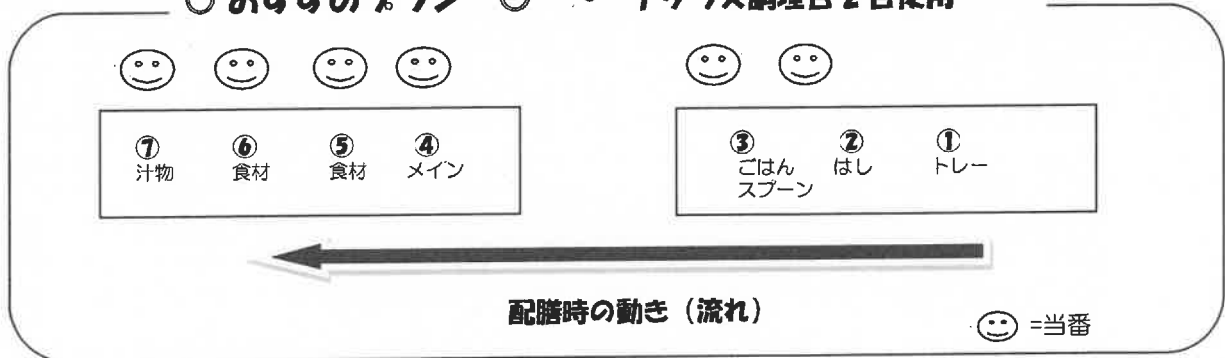 ⑦ ⑥ ⑤ ④
汁物 食材 食材 メイン
③ ② ①
ごはん はし トレー
スプーン
配膳時の動き（流れ）
=当番